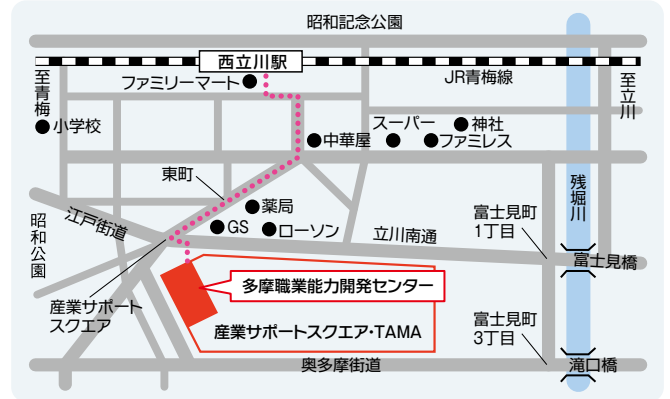 昭和記念公園
西立川駅
至青梅
ファミリーマート
JR青梅線
至立川
小学校
スーパー
神社
中華屋
ファミレス
東町
残堀川
薬局
昭和公園
江戸街道
GS
ローソン
立川南通
富士見町
1丁目
富士見橋
多摩職業能力開発センター
産業サポート
スクエア
産業サポートスクエア・TAMA
富士見町
3丁目
奥多摩街道
滝口橋